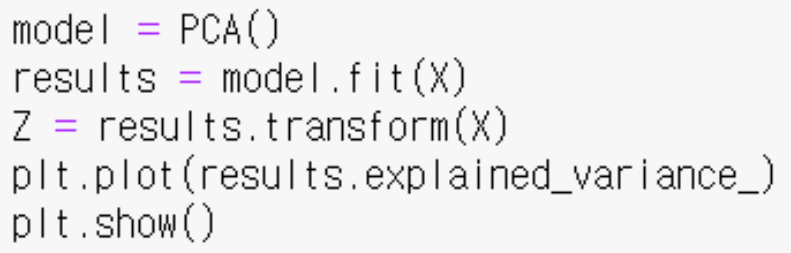 model = PCA()
results = model.fit(X)
Z = results.transform(X)
plt.plot(results.explained_variance_)
plt.show()